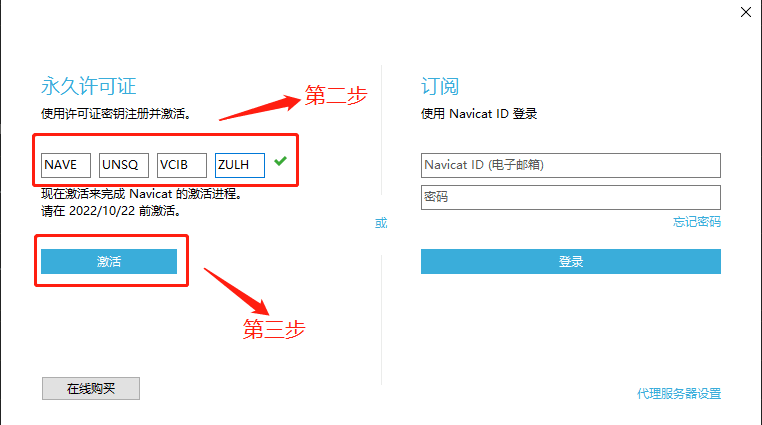 永久许可证
使用许可证密钥注册并激活。
第二步
NAVE UNSQ VCIB ZULH
现在激活来完成 Navicat 的激活进程。
请在 2022/10/22 前激活。
激活
第三步
在线购买
或
订阅
使用 Navicat ID 登录
Navicat ID (电子邮箱)
密码
忘记密码
登录
代理服务器设置